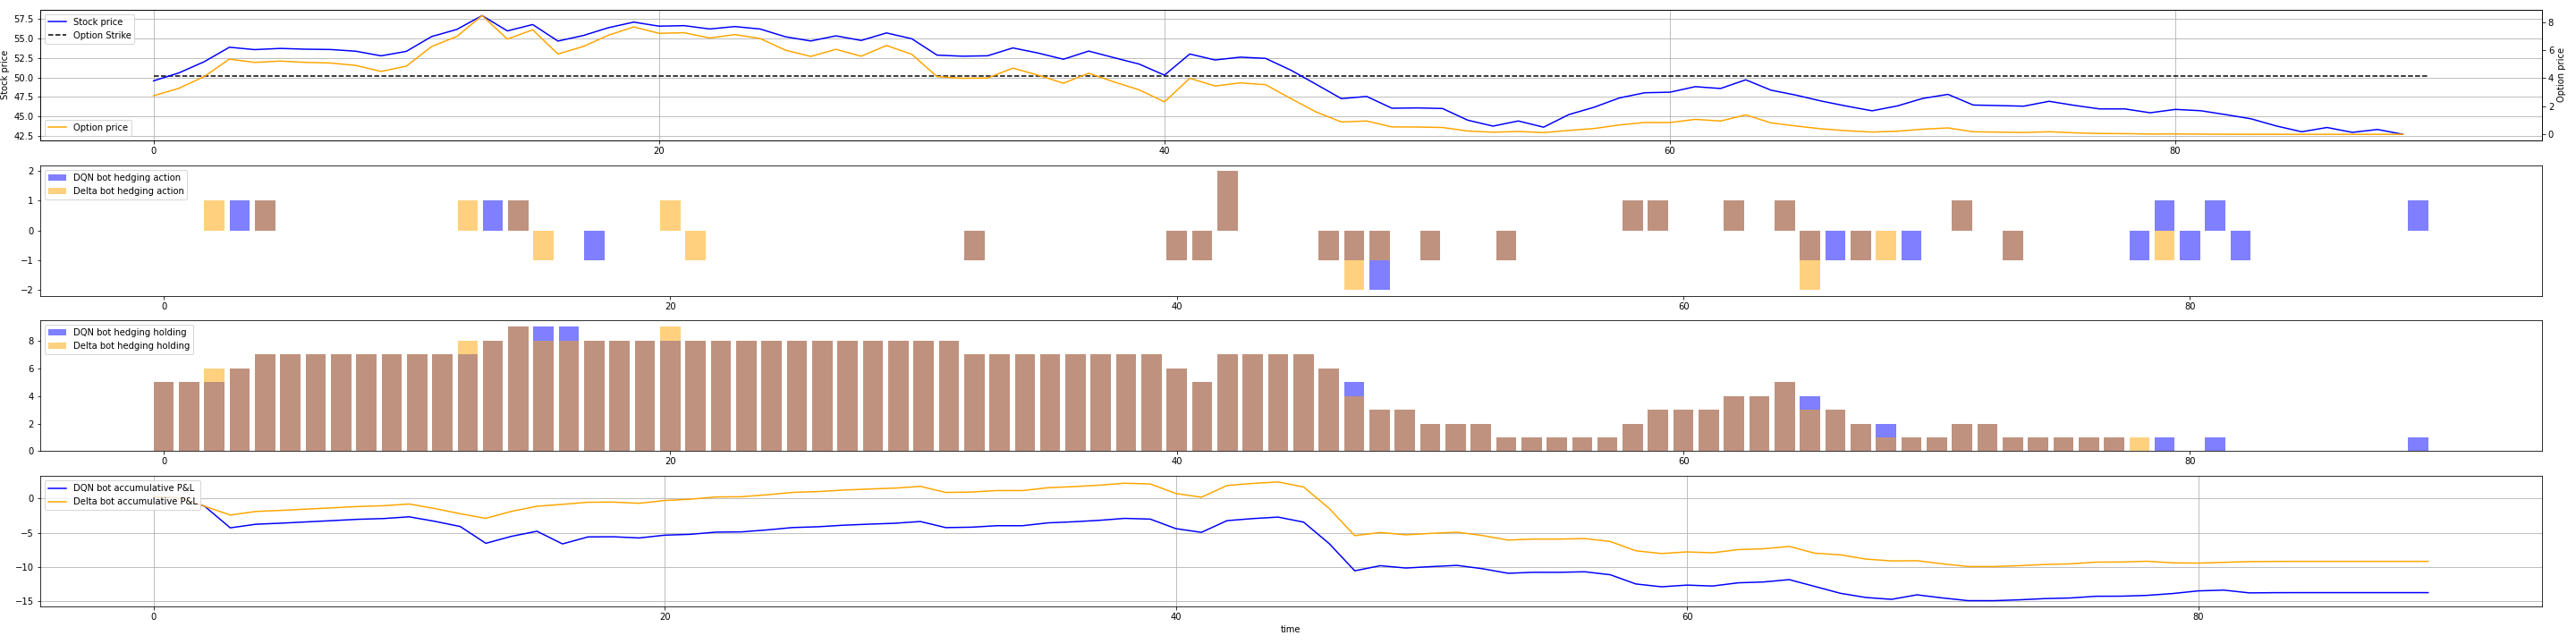 57.5
55.0
52.5
50.0
47.5
45.0
42.5
Stock price
Stock price
Option Strike
Option price
8
6
4
2
0
Option price
0 20 40 60 80
2
1
0
−1
−2
DQN bot hedging action
Delta bot hedging action
0 20 40 60 80
8
6
4
2
0
DQN bot hedging holding
Delta bot hedging holding
0 20 40 60 80
0
−5
−10
−15
DQN bot accumulative P&L
Delta bot accumulative P&L
0 20 40 60 80
time